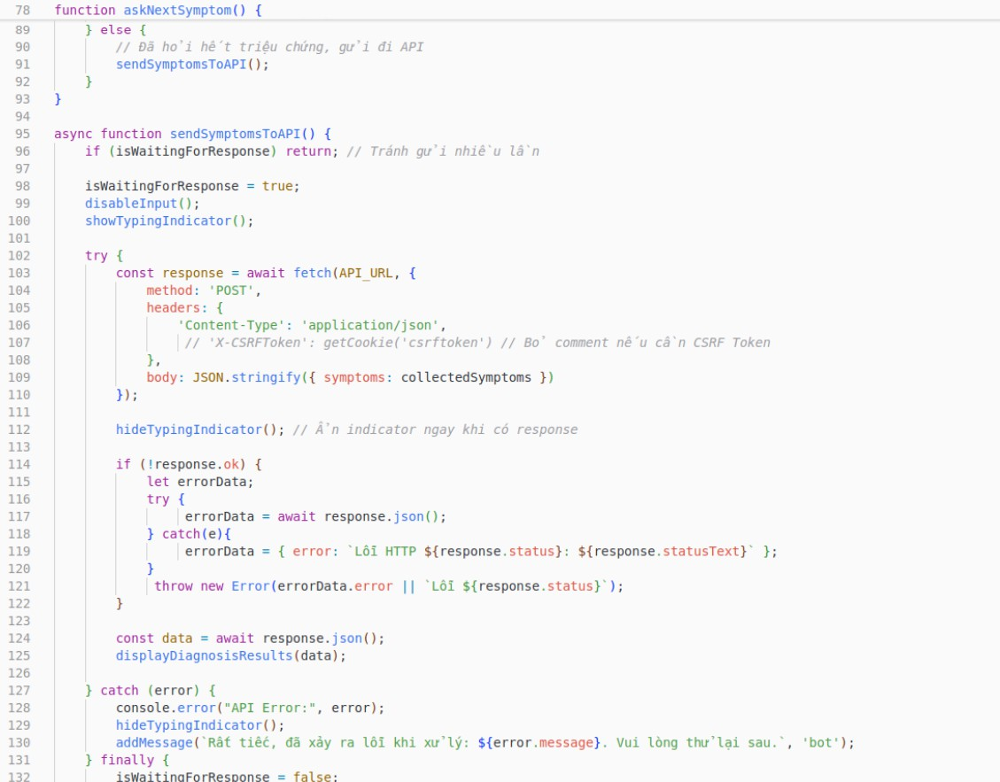 78 function askNextSymptom() {
89 } else {
90 // Đã hỏi hết triệu chứng, gửi đi API
91 sendSymptomsToAPI();
92 }
93 }
94
95 async function sendSymptomsToAPI() {
96 if (isWaitingForResponse) return; // Tránh gửi nhiều lần
97
98 isWaitingForResponse = true;
99 disableInput();
100 showTypingIndicator();
101
102 try {
103 const response = await fetch(API_URL, {
104 method: 'POST',
105 headers: {
106 'Content-Type': 'application/json',
107 // 'X-CSRFToken': getCookie('csrftoken') // Bỏ comment nếu cần CSRF Token
108 },
109 body: JSON.stringify({ symptoms: collectedSymptoms })
110 });
111
112 hideTypingIndicator(); // Ẩn indicator ngay khi có response
113
114 if (!response.ok) {
115 let errorData;
116 try {
117 errorData = await response.json();
118 } catch(e){
119 errorData = { error: `Lỗi HTTP ${response.status}: ${response.statusText}` };
120 }
121 throw new Error(errorData.error || `Lỗi ${response.status}`);
122 }
123
124 const data = await response.json();
125 displayDiagnosisResults(data);
126
127 } catch (error) {
128 console.error("API Error:", error);
129 hideTypingIndicator();
130 addMessage(`Rất tiếc, đã xảy ra lỗi khi xử lý: ${error.message}. Vui lòng thử lại sau.`, 'bot');
131 } finally {
132 isWaitingForResponse = false;